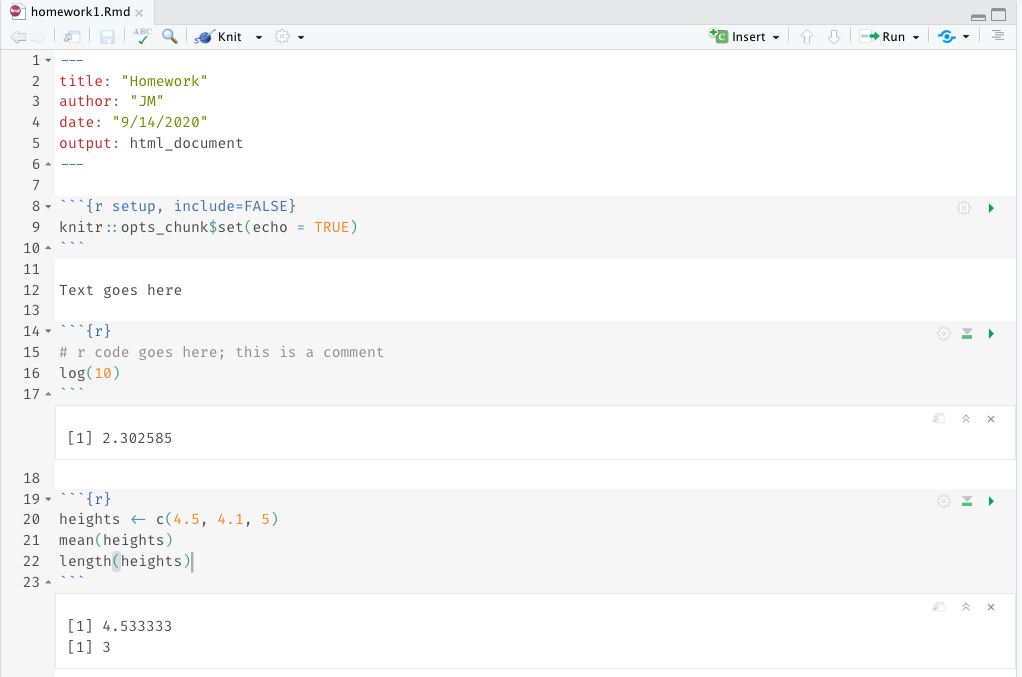 homework1.Rmd
ABC Knit Insert Run
1 ---
2 title: "Homework"
3 author: "JM"
4 date: "9/14/2020"
5 output: html_document
6 ---
7
8 ```{r setup, include=FALSE}
9 knitr::opts_chunk$set(echo = TRUE)
10 ```
11
12 Text goes here
13
14 ```{r}
15 # r code goes here; this is a comment
16 log(10)
17 ```
[1] 2.302585
18
19 ```{r}
20 heights <- c(4.5, 4.1, 5)
21 mean(heights)
22 length(heights)
23 ```
[1] 4.533333
[1] 3